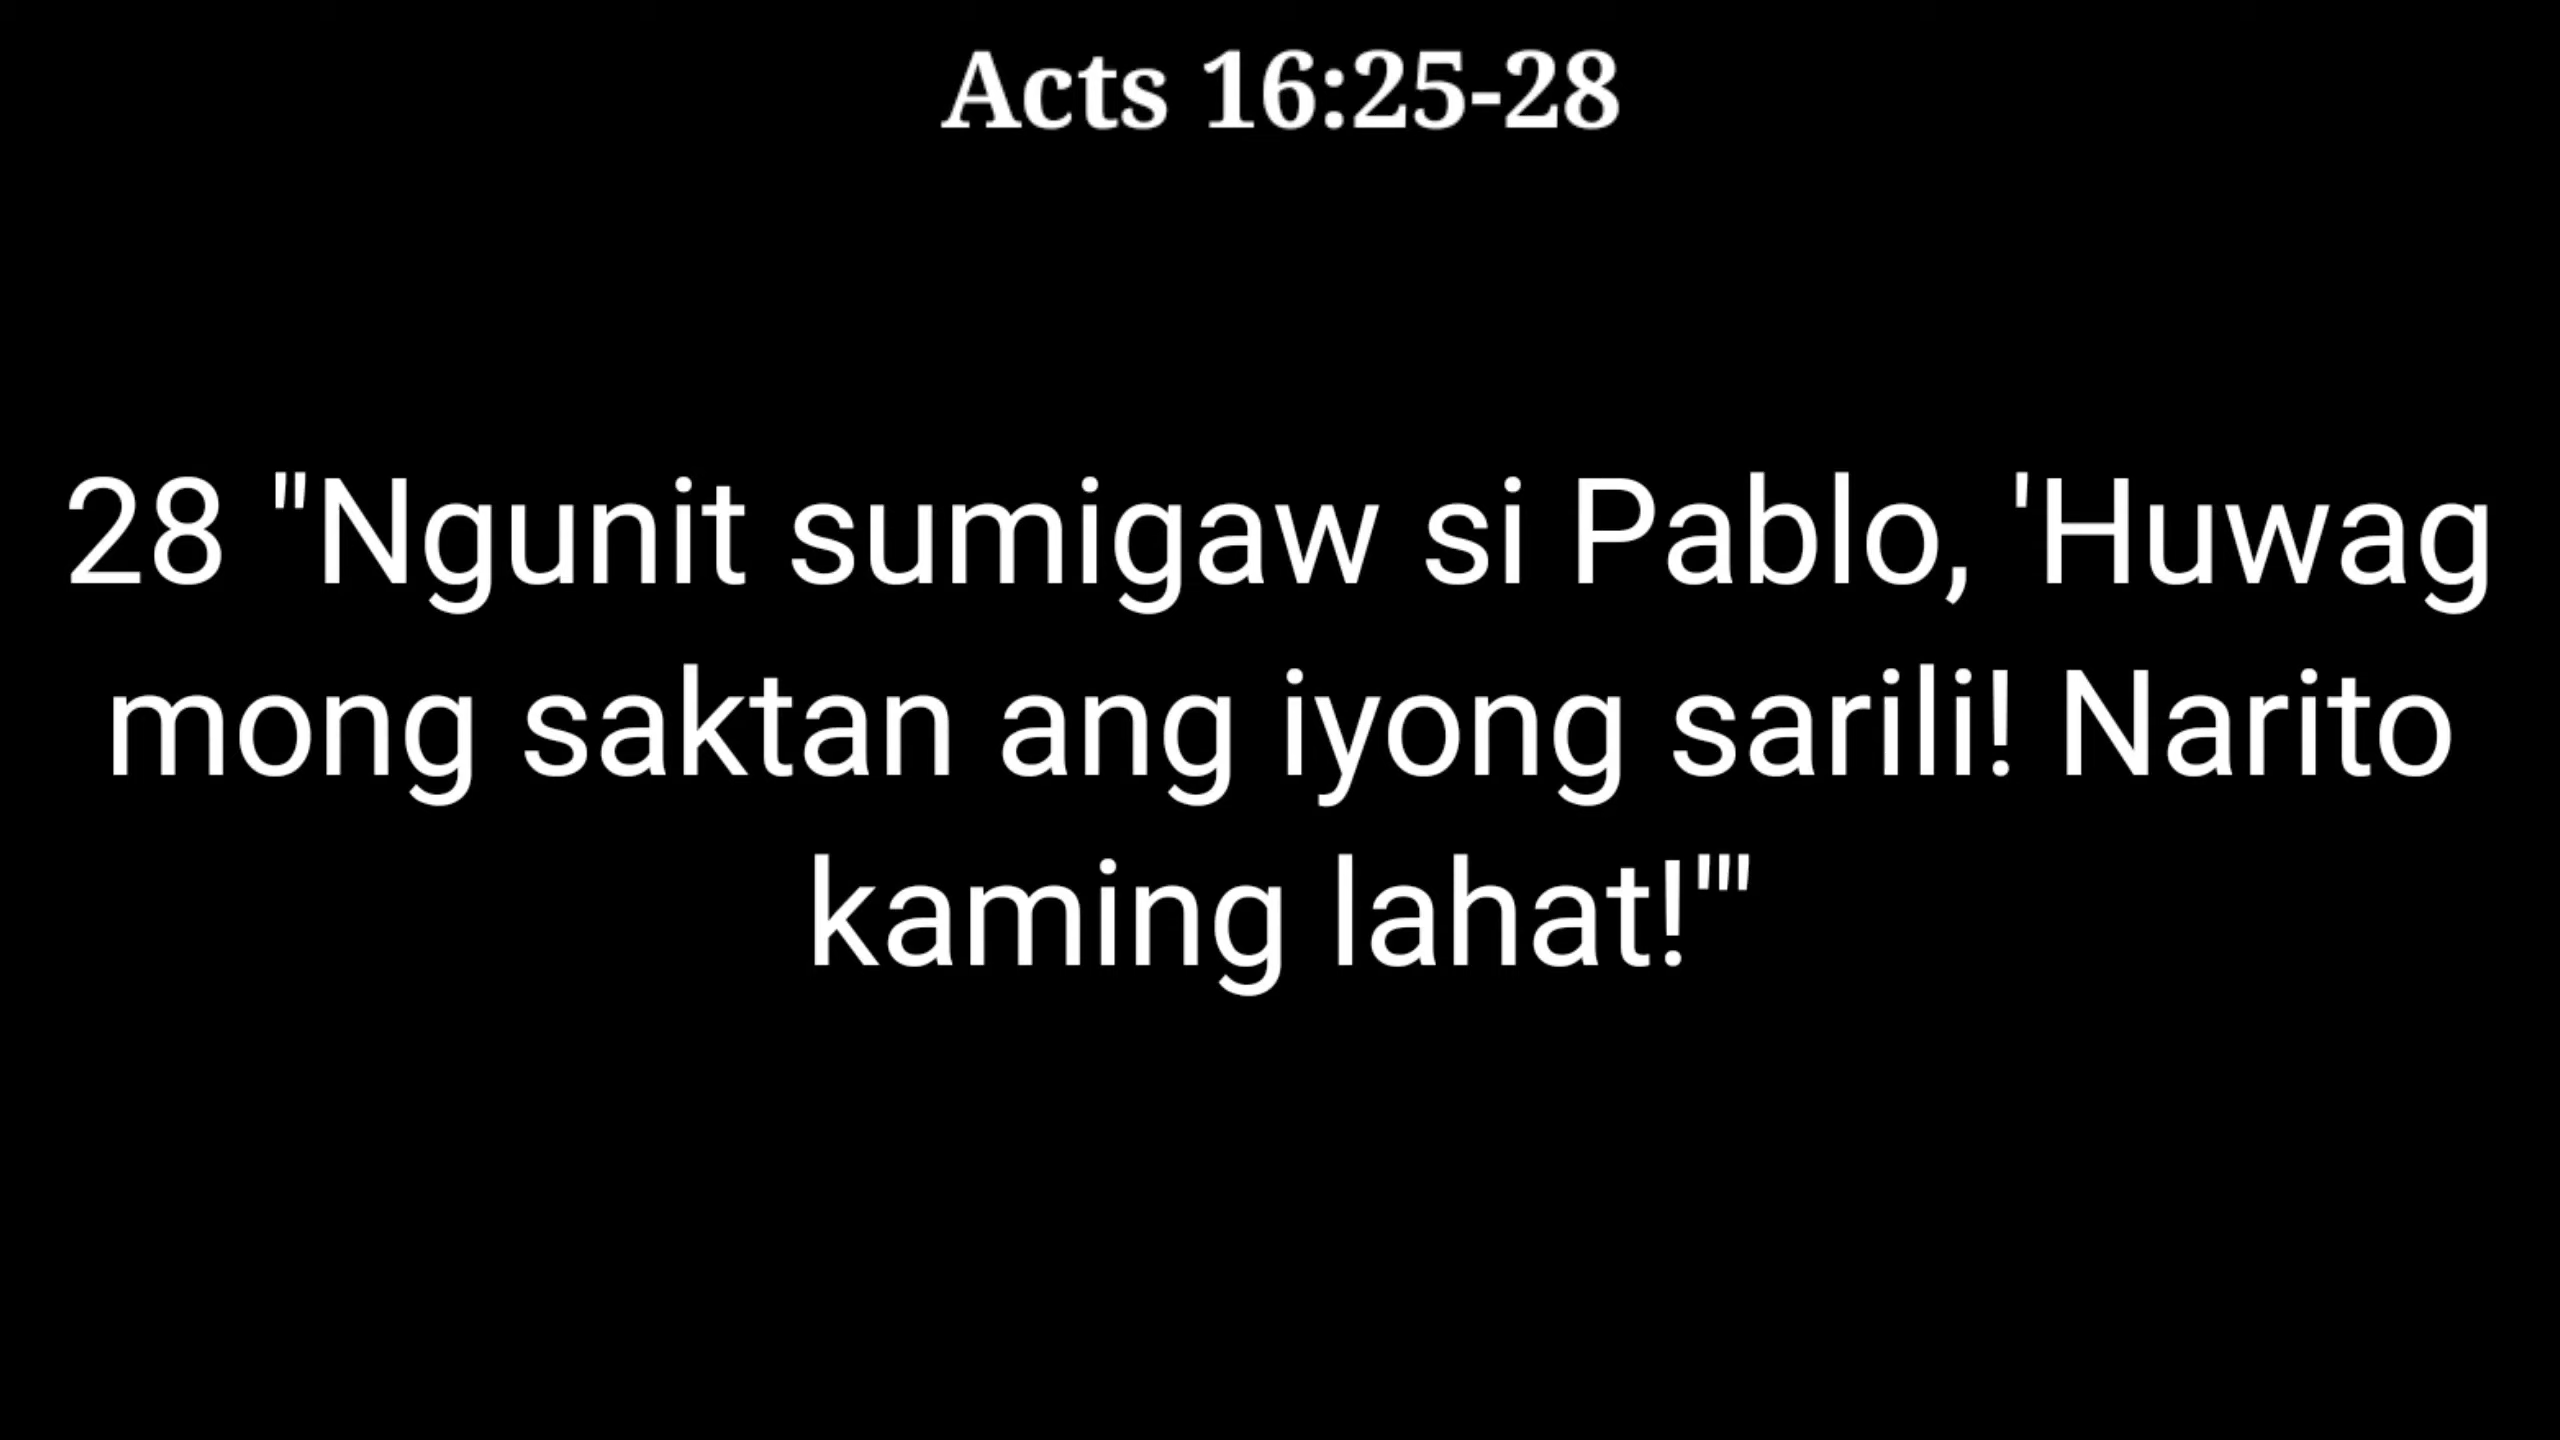 Acts 16:25-28
28 "Ngunit sumigaw si Pablo, 'Huwag
mong saktan ang iyong sarili! Narito
kaming lahat!'"